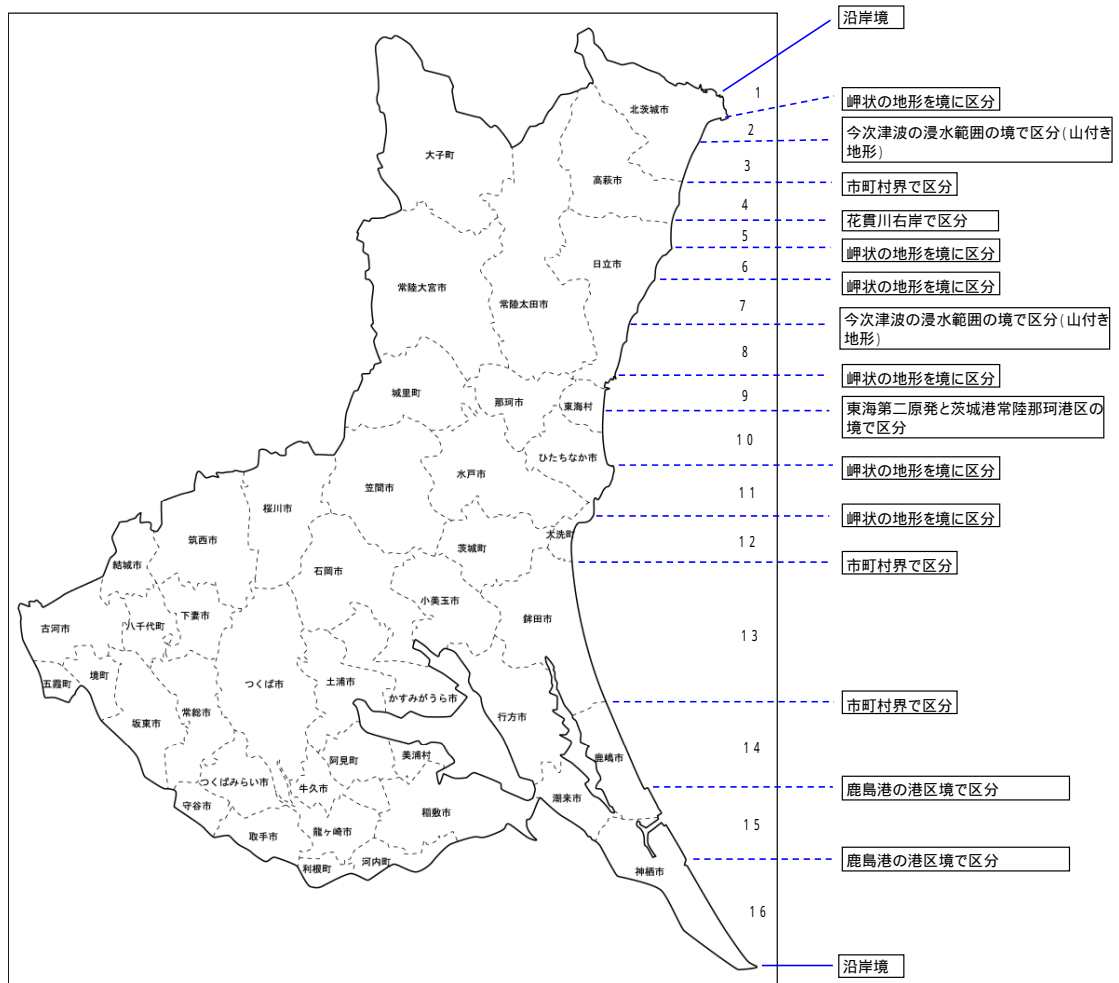 沿岸境
1
岬状の地形を境に区分
北茨城市
2
今次津波の浸水範囲の境で区分(山付き
地形)
大子町
3
高萩市
市町村界で区分
4
花貫川右岸で区分
5
岬状の地形を境に区分
日立市
6
岬状の地形を境に区分
常陸大宮市
常陸太田市
7
今次津波の浸水範囲の境で区分(山付き
地形)
8
岬状の地形を境に区分
城里町
那珂市
東海村
9
東海第二原発と茨城港常陸那珂港区の
境で区分
10
ひたちなか市
岬状の地形を境に区分
水戸市
笠間市
11
桜川市
岬状の地形を境に区分
大洗町
筑西市
茨城町
12
結城市
市町村界で区分
石岡市
小美玉市
下妻市
鉾田市
八千代町
古河市
13
境町
五霞町
つくば市
土浦市
かすみがうら市
市町村界で区分
常総市
坂東市
行方市
14
美浦村
鹿嶋市
阿見町
つくばみらい市
牛久市
鹿島港の港区境で区分
潮来市
守谷市
稲敷市
15
取手市
龍ヶ崎市
鹿島港の港区境で区分
河内町
利根町
神栖市
16
沿岸境